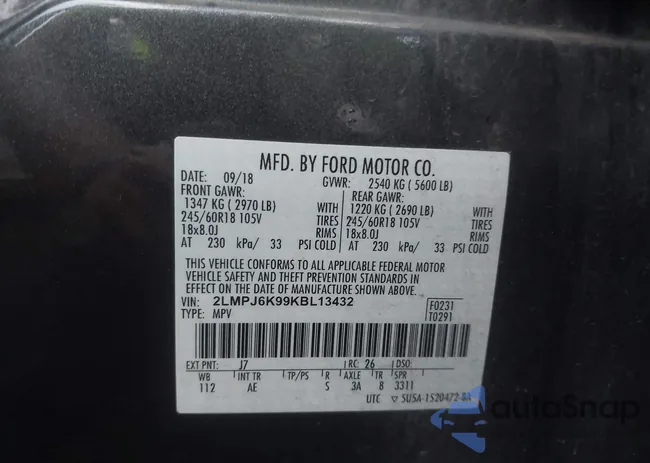 MFD. BY FORD MOTOR CO.
DATE: 09/18 GVWR: 2540 KG ( 5600 LB)
FRONT GAWR: REAR GAWR:
1347 KG ( 2970 LB) WITH 1220 KG ( 2690 LB) WITH
245/60R18 105V TIRES 245/60R18 105V TIRES
18x8.0J RIMS 18x8.0J RIMS
AT 230 kPa/ 33 PSI COLD AT 230 kPa/ 33 PSI COLD
THIS VEHICLE CONFORMS TO ALL APPLICABLE FEDERAL MOTOR
VEHICLE SAFETY AND THEFT PREVENTION STANDARDS IN
EFFECT ON THE DATE OF MANUFACTURE SHOWN ABOVE.
VIN: 2LMPJ6K99KBL13432 F0231
TYPE: MPV T0291
EXT PNT: J7 RC: 26 DSO:
WB INT TR TP/PS R AXLE TR SPR
112 AE S 3A B 3311
UTC ▽ 5U5A-1520472-BA
autoSnap